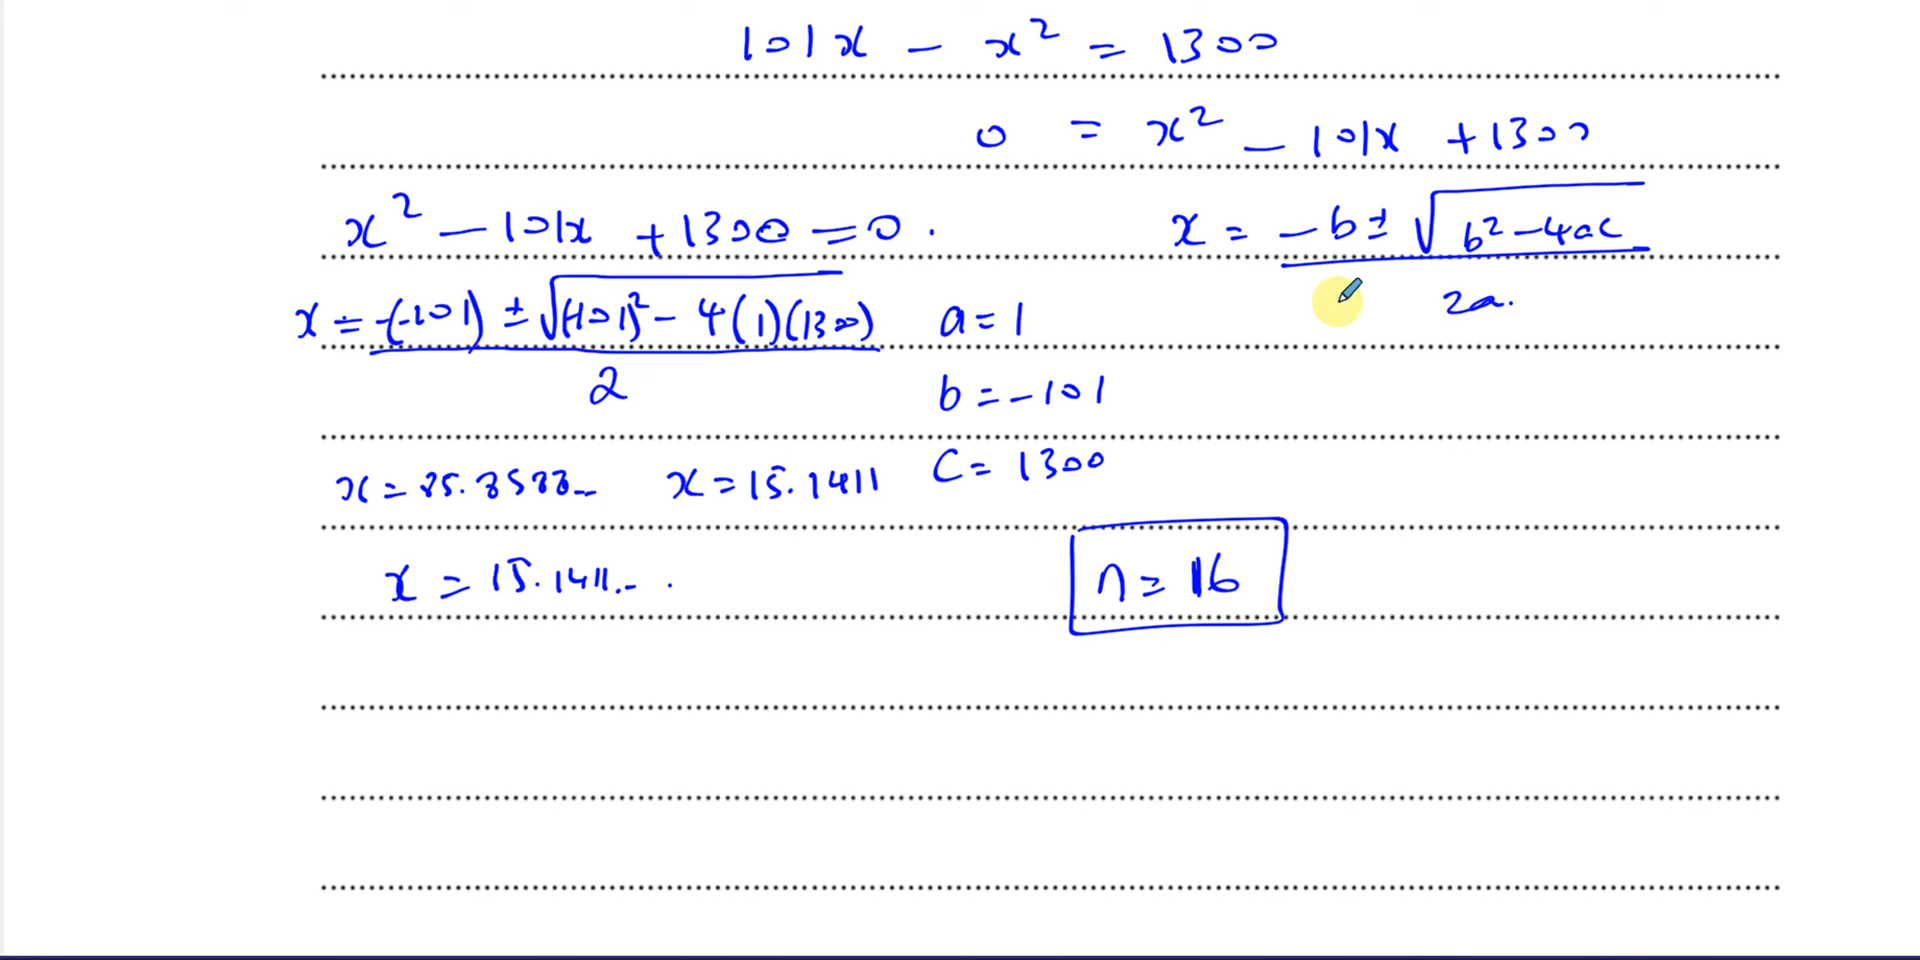 101x - x² = 1300
0 = x² - 101x + 1300
x² - 101x + 1300 = 0.
x = -b ± √b² - 4ac
2a.
x = -(-101) ± √(-101)² - 4(1)(1300)
2
a = 1
b = -101
c = 1300
x = 85.8588... x = 15.1411
x = 15.1411...
n = 16